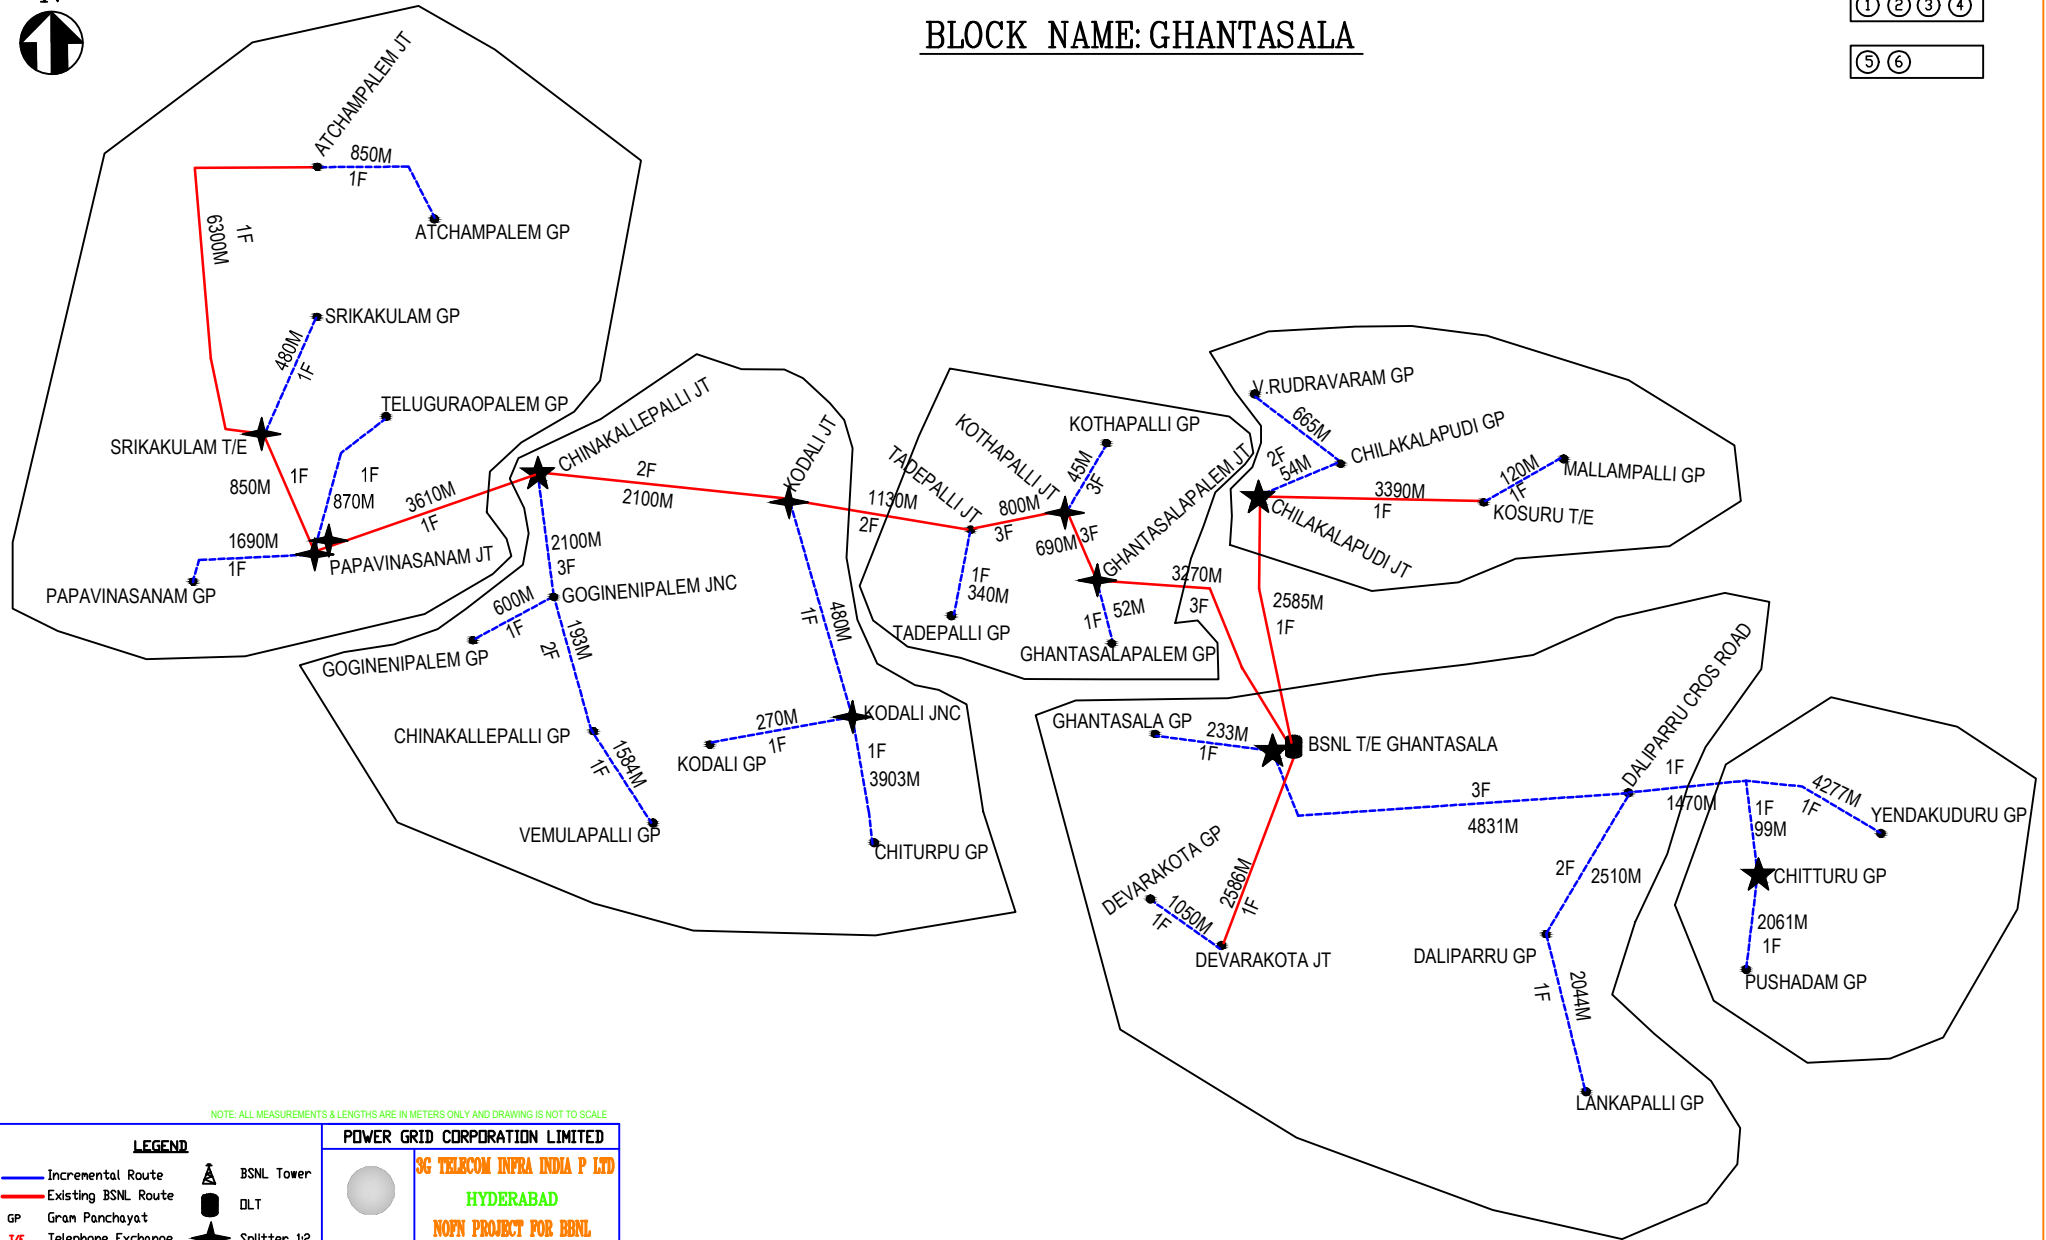 BLOCK NAME: GHANTASALA
1 2 3 4
5 6
ATCHAMPALEM JT
850M
1F
ATCHAMPALEM GP
6300M
1F
SRIKAKULAM GP
480M
1F
TELUGURAOPALEM GP
SRIKAKULAM T/E
1F
850M
1F
870M
3610M
1F
1690M
1F
PAPAVINASANAM JT
PAPAVINASANAM GP
CHINAKALLEPALLI JT
2F
2100M
KODALI JT
2100M
3F
GOGINENIPALEM JNC
600M
1F
GOGINENIPALEM GP
193M
2F
CHINAKALLEPALLI GP
1584M
1F
VEMULAPALLI GP
480M
1F
KODALI JNC
270M
1F
KODALI GP
1F
3903M
CHITURPU GP
1130M
2F
TADEPALLI JT
KOTHAPALLI JT
KOTHAPALLI GP
45M
3F
800M
3F
690M
3F
GHANTASALAPALEM JT
1F
340M
TADEPALLI GP
52M
1F
GHANTASALAPALEM GP
3270M
3F
V.RUDRAVARAM GP
665M
CHILAKALAPUDI GP
2F
54M
120M
1F
MALLAMPALLI GP
3390M
1F
KOSURU T/E
CHILAKALAPUDI JT
2585M
1F
GHANTASALA GP
233M
1F
BSNL T/E GHANTASALA
DALIPARRU CROS ROAD
3F
4831M
1F
1470M
4277M
1F
YENDAKUDURU GP
1F
99M
CHITTURU GP
2061M
1F
PUSHADAM GP
2586M
1F
DEVARAKOTA GP
1050M
1F
DEVARAKOTA JT
2F
2510M
DALIPARRU GP
2044M
1F
LANKAPALLI GP
NOTE: ALL MEASUREMENTS & LENGTHS ARE IN METERS ONLY AND DRAWING IS NOT TO SCALE
LEGEND
Incremental Route
BSNL Tower
Existing BSNL Route
OLT
GP Gram Panchayat
T/E Telephone Exchange
Splitter 1:2
POWER GRID CORPORATION LIMITED
3G TELECOM INFRA INDIA P LTD
HYDERABAD
NOFN PROJECT FOR BBNL